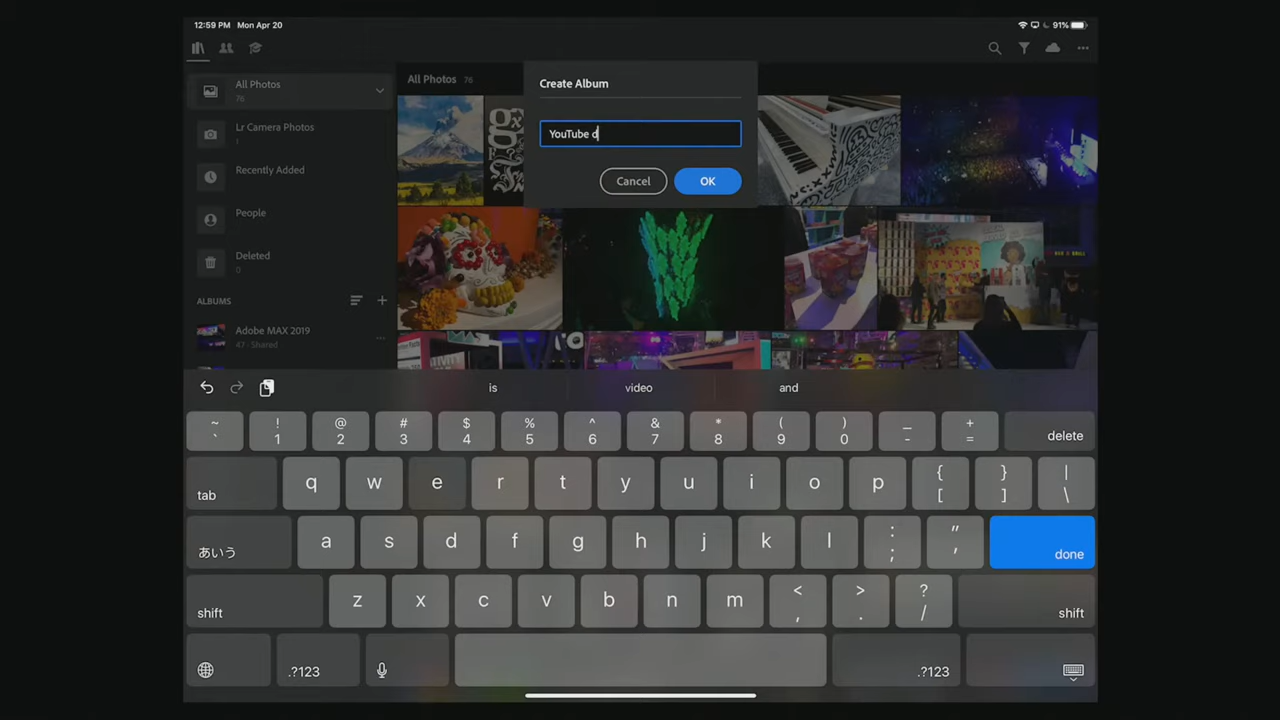 12:59 PM Mon Apr 20
91%
All Photos
76
Lr Camera Photos
1
Recently Added
People
Deleted
0
ALBUMS
Adobe MAX 2019
47 - Shared
All Photos 76
Create Album
YouTube d
Cancel
OK
is video and
~ ! @ # $ % ^ & * ( ) _ +
` 1 2 3 4 5 6 7 8 9 0 - = delete
tab q w e r t y u i o p { [ } ] | \
あいう a s d f g h j k l : ; " ' done
shift z x c v b n m < , > . ? / shift
.?123 .?123